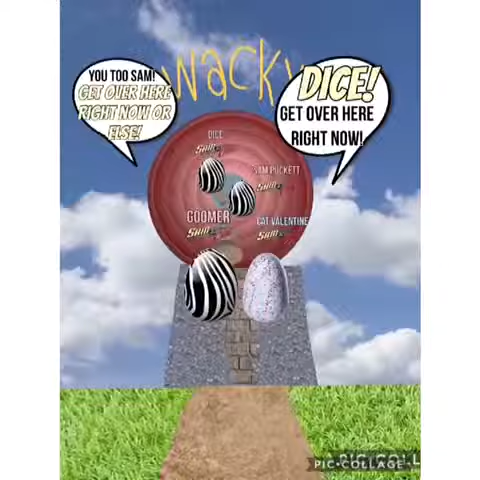 Wacky
YOU TOO SAM!
GET OVER HERE
RIGHT NOW OR
ELSE!
DICE!
GET OVER HERE
RIGHT NOW!
DICE
SAM PUCKETT
GOOMER
CAT VALENTINE
PIC•COLLAGE